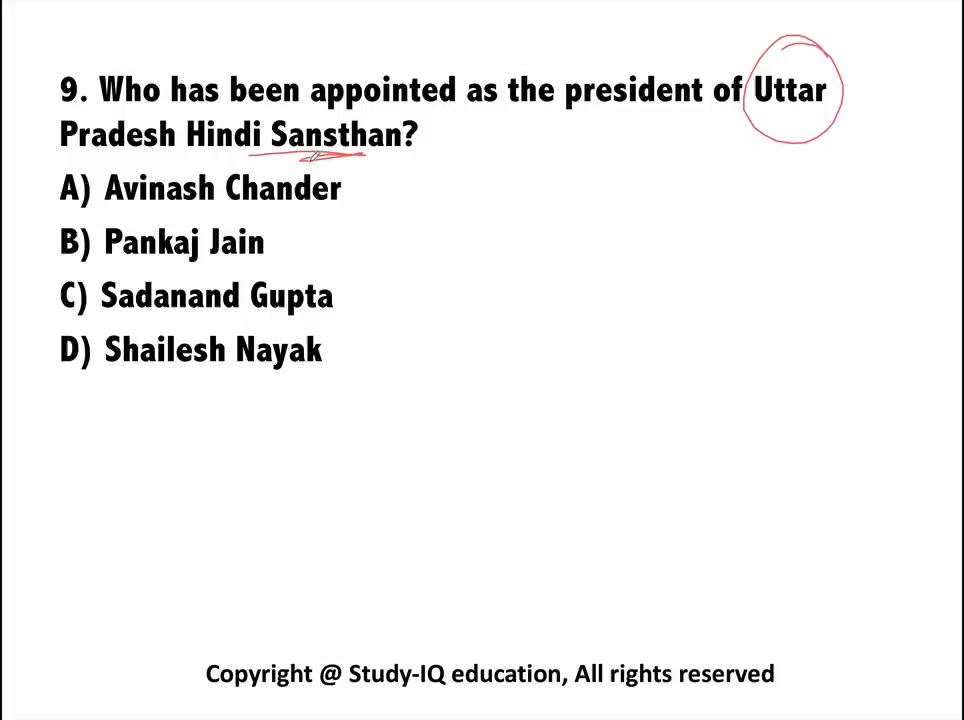 9. Who has been appointed as the president of Uttar
Pradesh Hindi Sansthan?
A) Avinash Chander
B) Pankaj Jain
C) Sadanand Gupta
D) Shailesh Nayak
Copyright @ Study-IQ education, All rights reserved